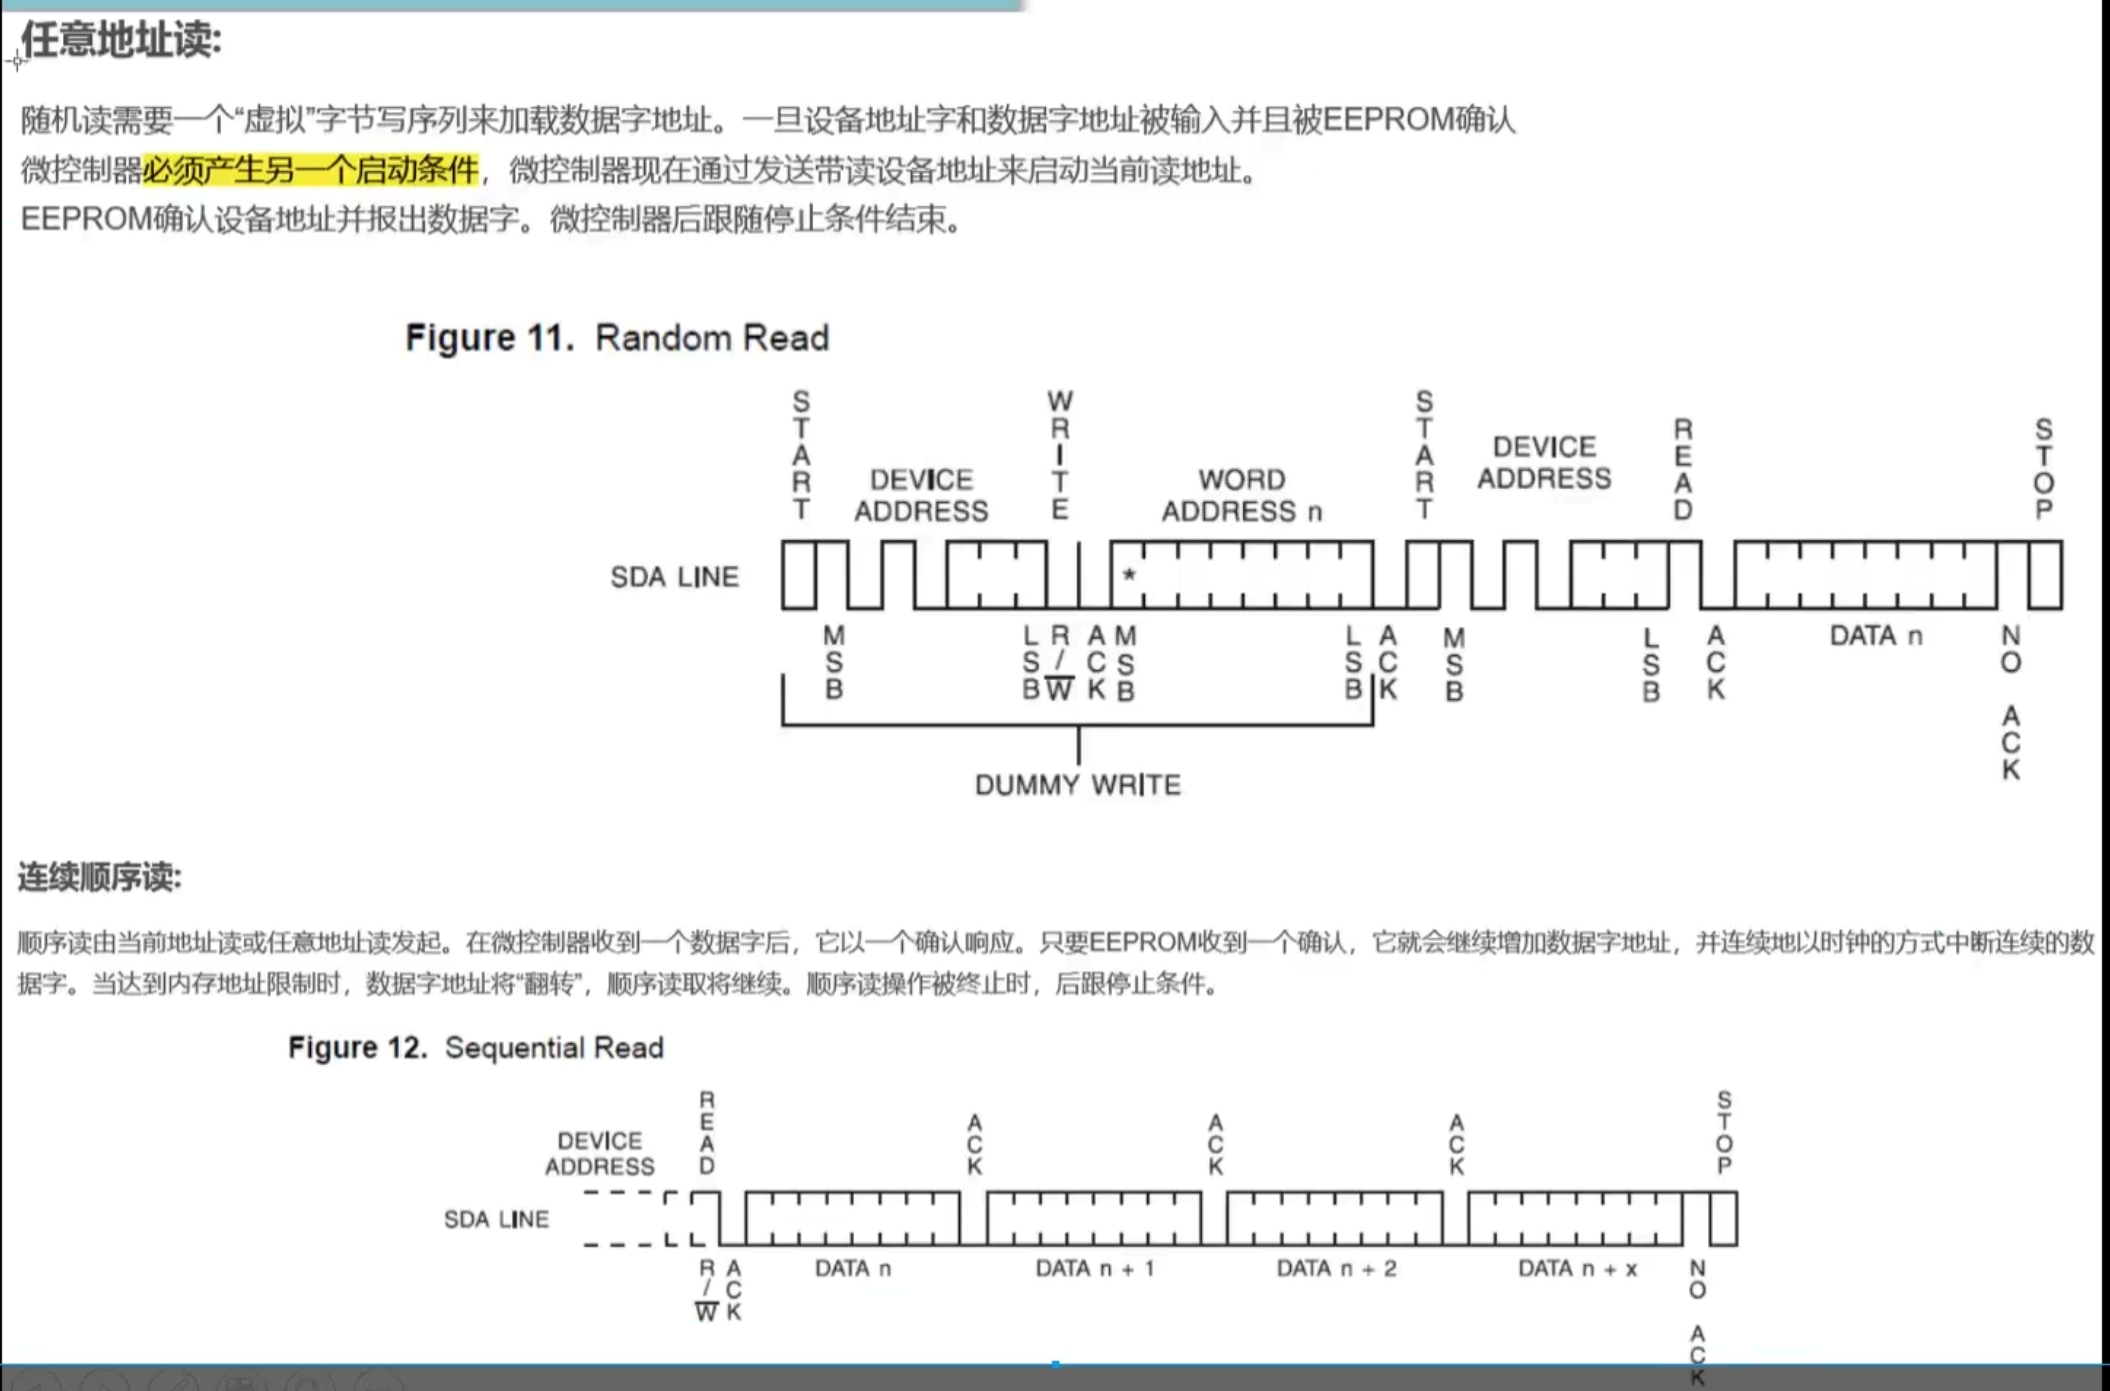 任意地址读:
随机读需要一个“虚拟”字节写序列来加载数据字地址。一旦设备地址字和数据字地址被输入并且被EEPROM确认
微控制器必须产生另一个启动条件，微控制器现在通过发送带读设备地址来启动当前读地址。
EEPROM确认设备地址并报出数据字。微控制器后跟随停止条件结束。
Figure 11. Random Read
START
DEVICE ADDRESS
WRITE
WORD ADDRESS n
START
DEVICE ADDRESS
READ
STOP
SDA LINE
*
MSB
LSB
R/W
ACK
MSB
LSB
ACK
MSB
LSB
ACK
DATA n
NO ACK
DUMMY WRITE
连续顺序读:
顺序读由当前地址读或任意地址读发起。在微控制器收到一个数据字后，它以一个确认响应。只要EEPROM收到一个确认，它就会继续增加数据字地址，并连续地以时钟的方式中断连续的数
据字。当达到内存地址限制时，数据字地址将“翻转”，顺序读取将继续。顺序读操作被终止时，后跟停止条件。
Figure 12. Sequential Read
DEVICE ADDRESS
READ
ACK
ACK
ACK
STOP
SDA LINE
R/W
ACK
DATA n
DATA n + 1
DATA n + 2
DATA n + x
NO ACK